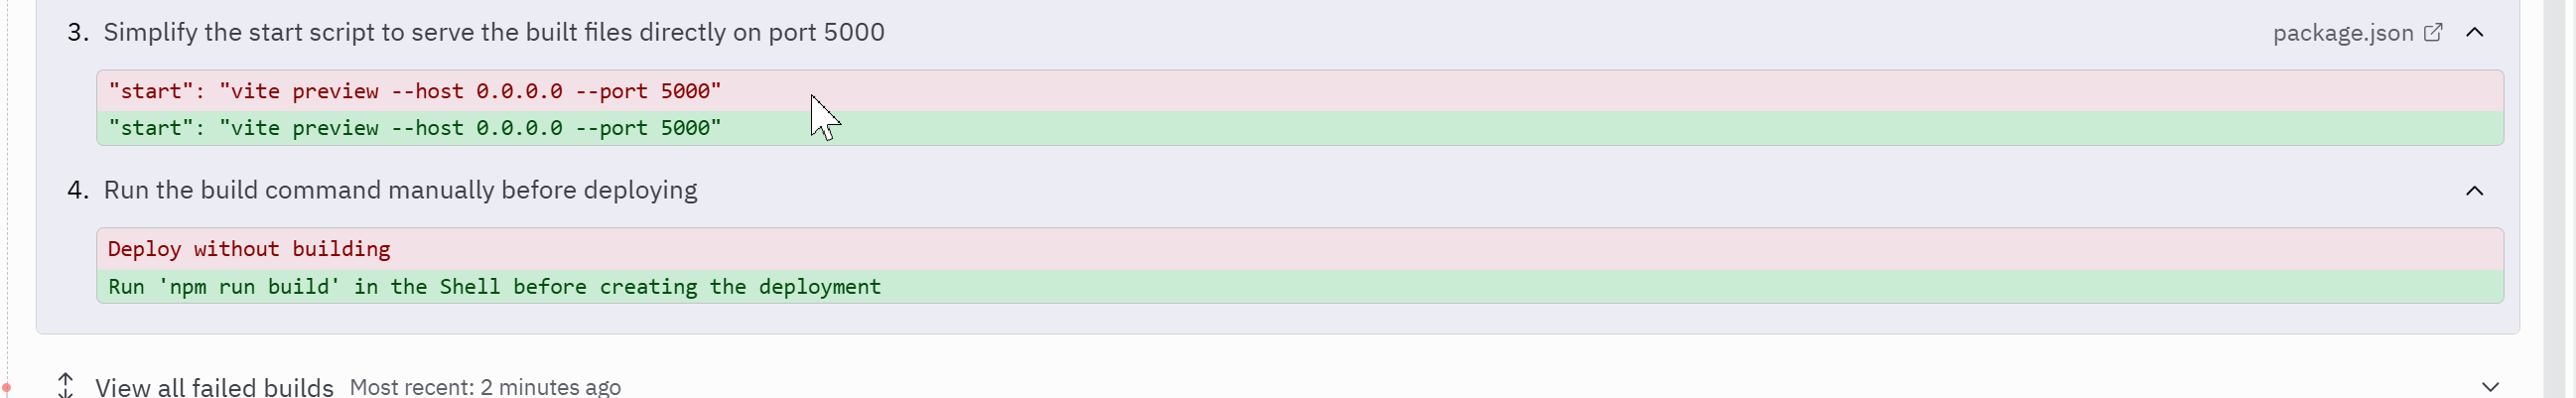 3. Simplify the start script to serve the built files directly on port 5000
package.json
"start": "vite preview --host 0.0.0.0 --port 5000"
"start": "vite preview --host 0.0.0.0 --port 5000"
4. Run the build command manually before deploying
Deploy without building
Run 'npm run build' in the Shell before creating the deployment
View all failed builds Most recent: 2 minutes ago